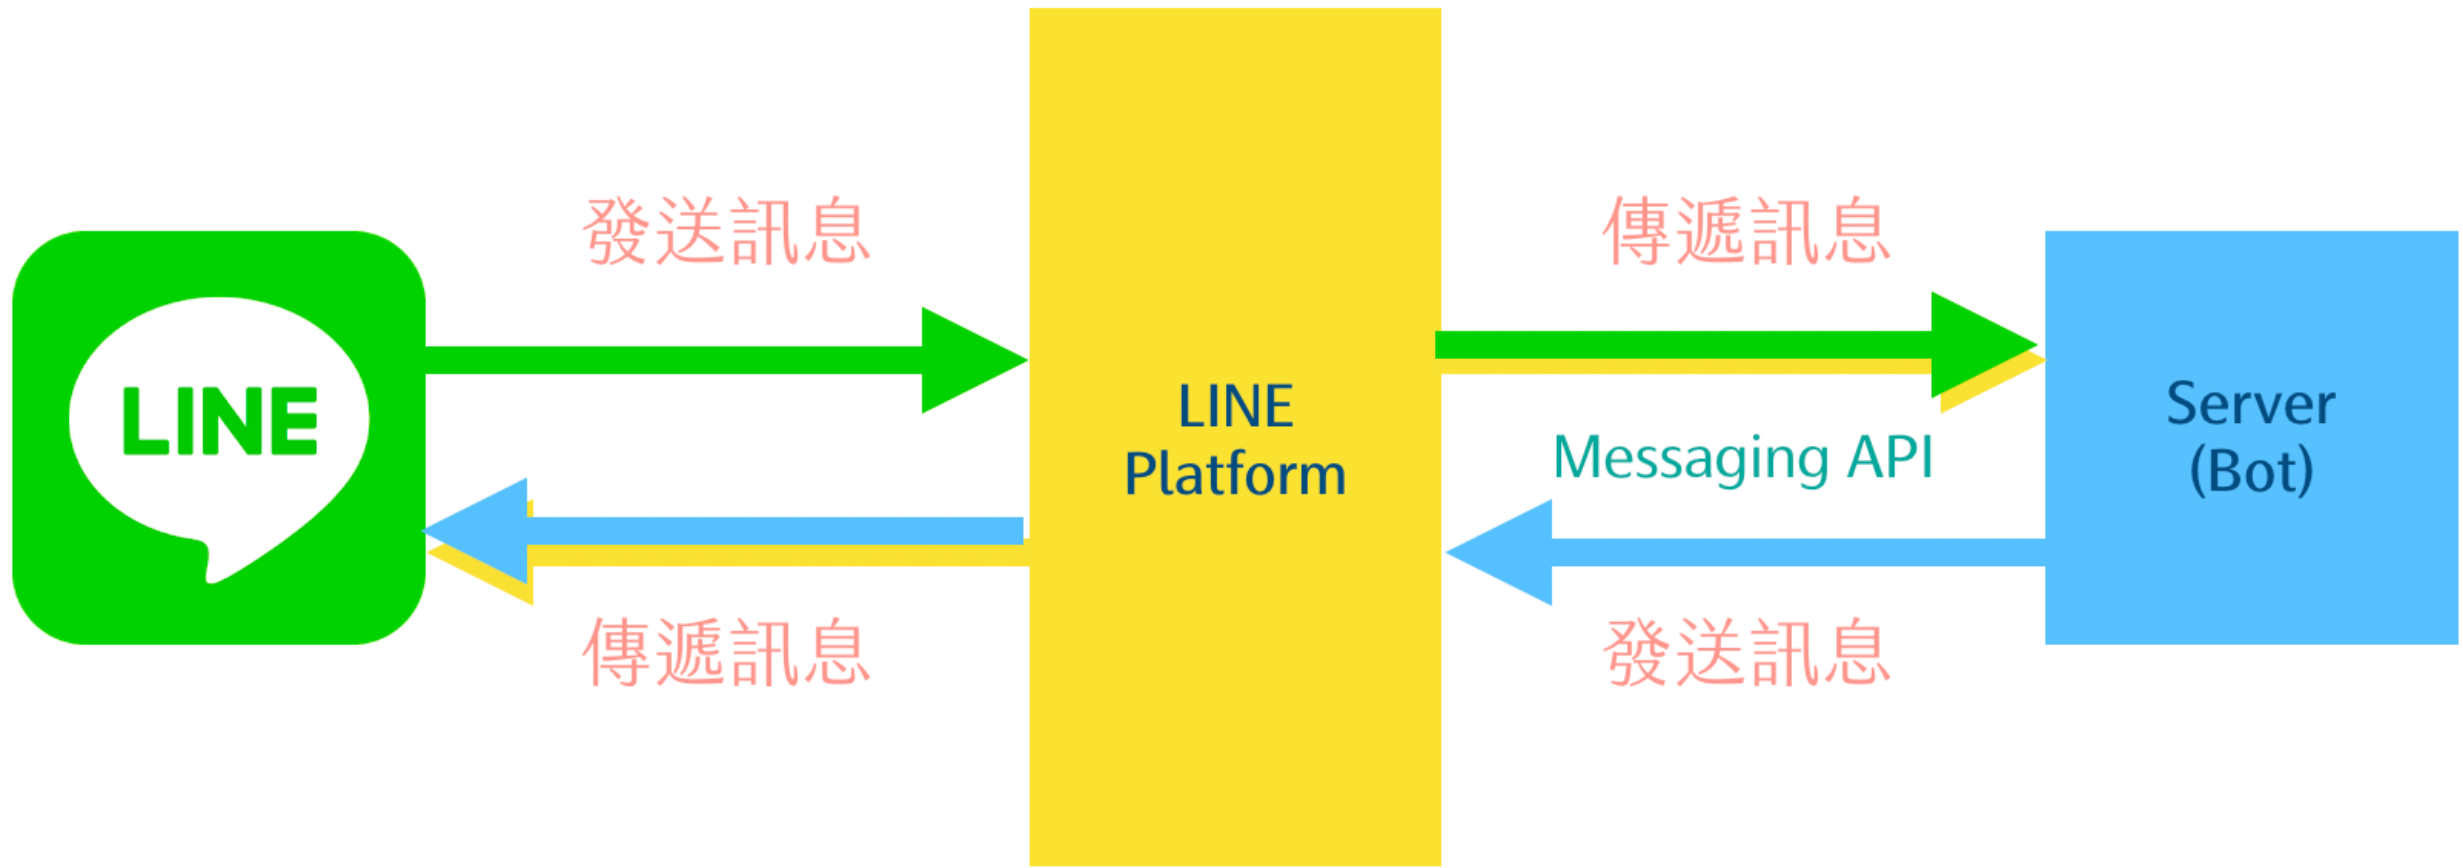 發送訊息
傳遞訊息
LINE
LINE
Platform
Messaging API
Server
(Bot)
傳遞訊息
發送訊息